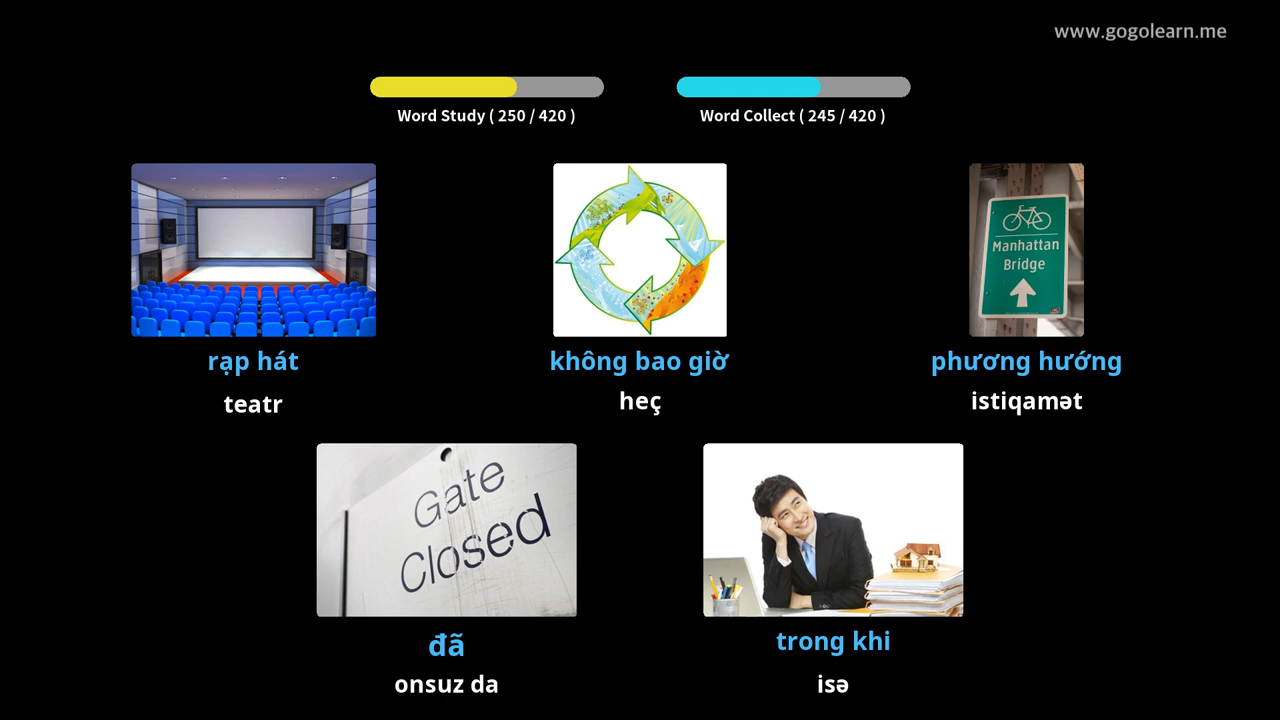 www.gogolearn.me
Word Study ( 250 / 420 )
Word Collect ( 245 / 420 )
Manhattan
Bridge
rạp hát
không bao giờ
phương hướng
teatr
heç
istiqamət
Gate
Closed
đã
trong khi
onsuz da
isə